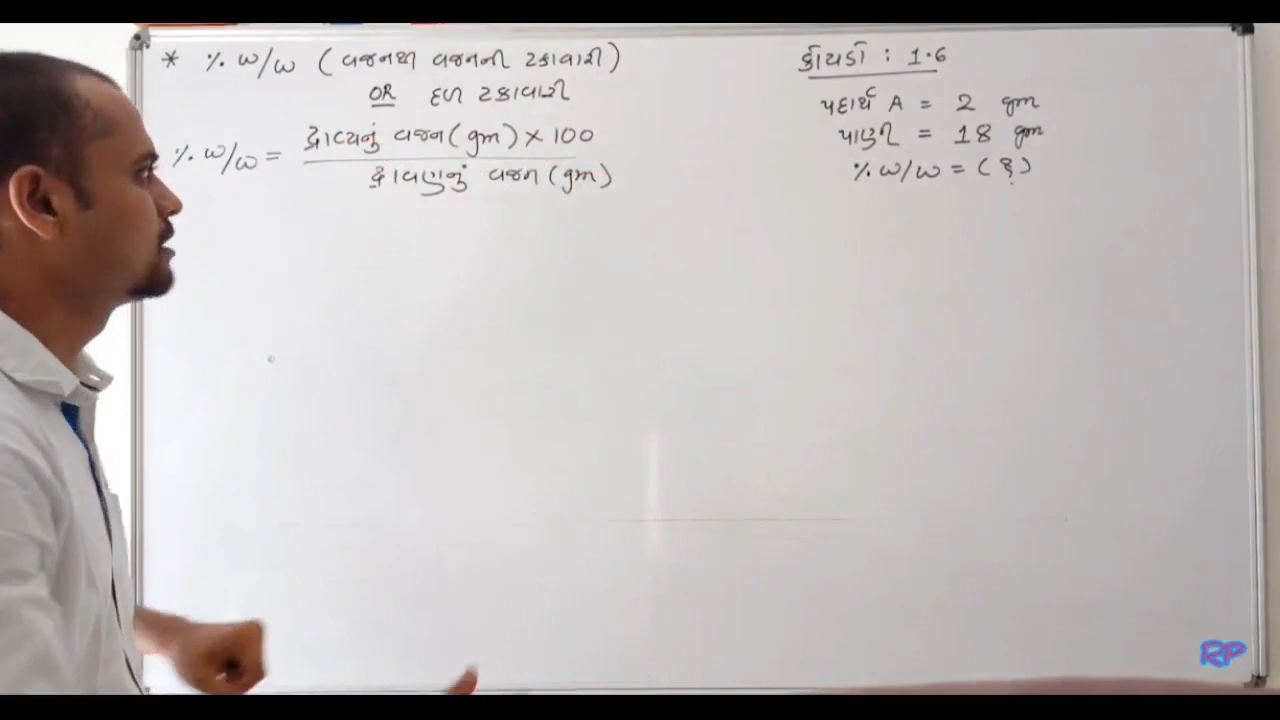 * % w/w ( વજનથી વજનની ટકાવારી )
OR દળ ટકાવારી
% w/w = દ્રાવ્યનું વજન (gm) × 100
દ્રાવણનું વજન (gm)
કોયડો : 1.6
પદાર્થ A = 2 gm
પાણી = 18 gm
% w/w = (?)
RP